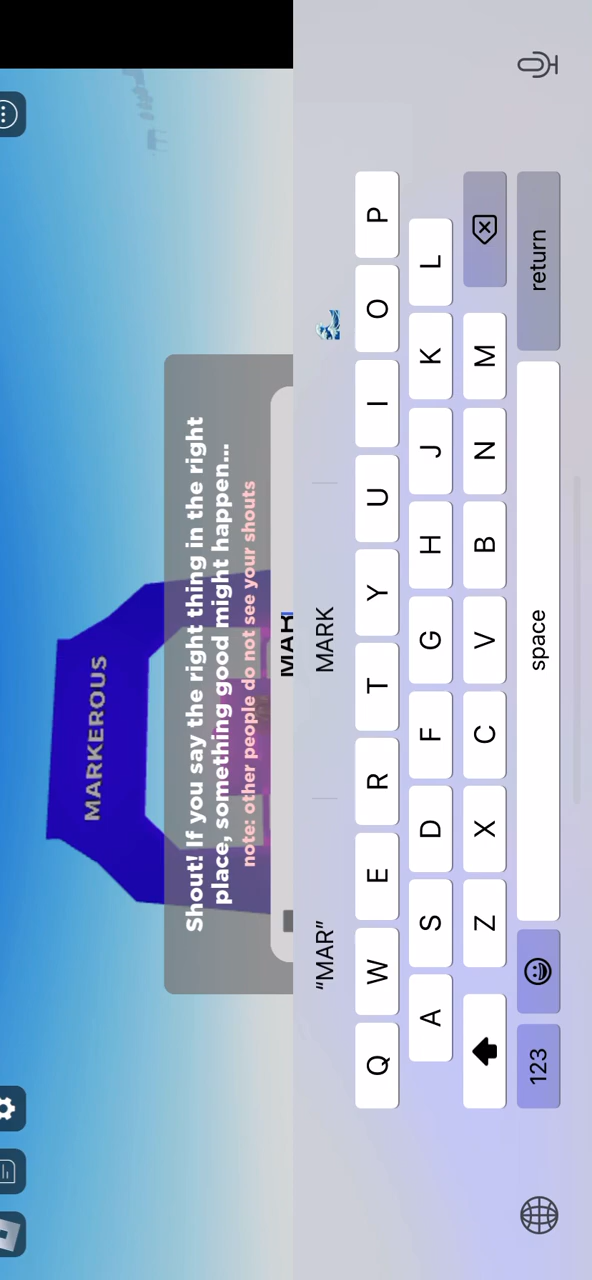 MARKEROUS
Shout! If you say the right thing in the right
place, something good might happen...
note: other people do not see your shouts
MAR
“MAR”
MARK
Q W E R T Y U I O P
A S D F G H J K L
Z X C V B N M
123 space return